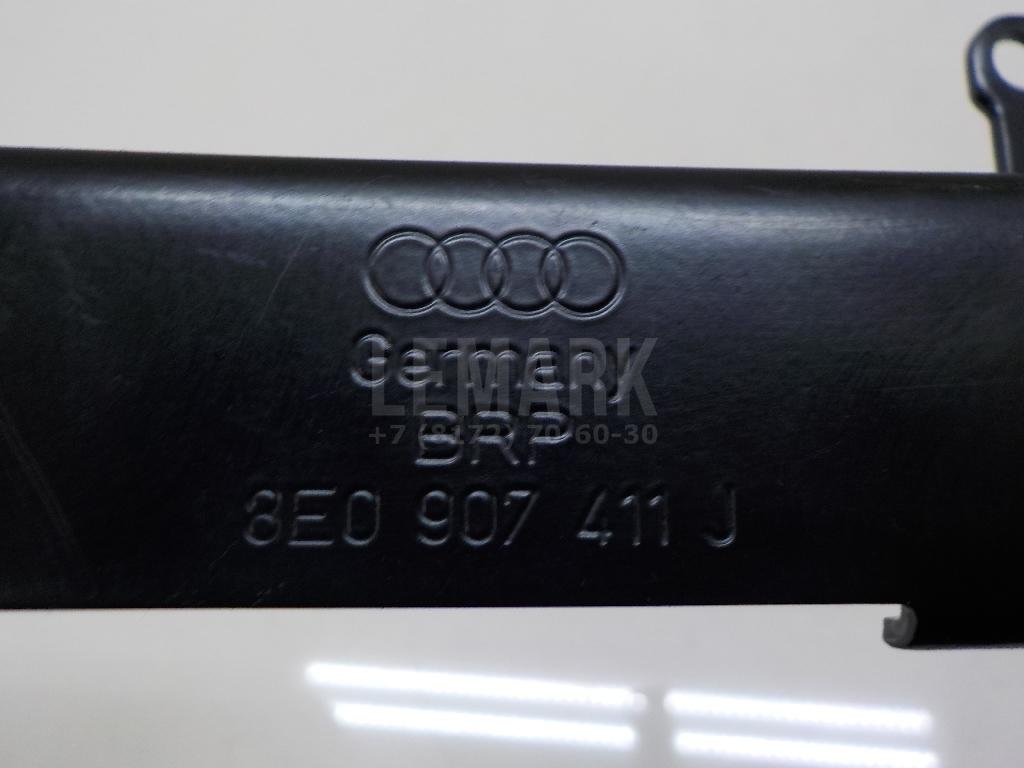 Germany
LEMARK
BRP
+7 (8172) 70-60-30
8E0 907 411 J